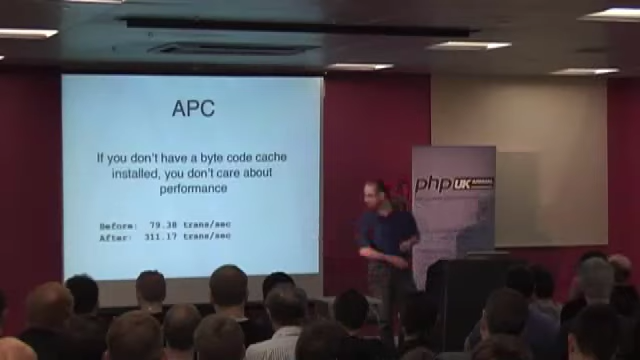 APC
If you don't have a byte code cache
installed, you don't care about
performance
Before: 79.38 trans/sec
After: 311.17 trans/sec
php UK